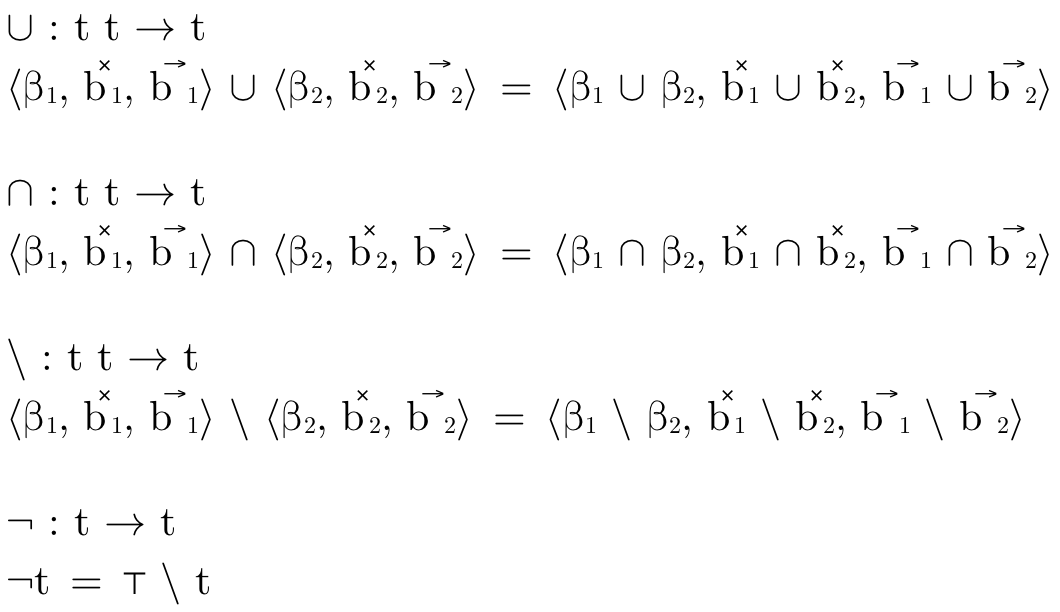 ∪ : t t → t
⟨β₁, b˟₁, b⃗₁⟩ ∪ ⟨β₂, b˟₂, b⃗₂⟩ = ⟨β₁ ∪ β₂, b˟₁ ∪ b˟₂, b⃗₁ ∪ b⃗₂⟩
∩ : t t → t
⟨β₁, b˟₁, b⃗₁⟩ ∩ ⟨β₂, b˟₂, b⃗₂⟩ = ⟨β₁ ∩ β₂, b˟₁ ∩ b˟₂, b⃗₁ ∩ b⃗₂⟩
\ : t t → t
⟨β₁, b˟₁, b⃗₁⟩ \ ⟨β₂, b˟₂, b⃗₂⟩ = ⟨β₁ \ β₂, b˟₁ \ b˟₂, b⃗₁ \ b⃗₂⟩
¬ : t → t
¬t = ⊤ \ t